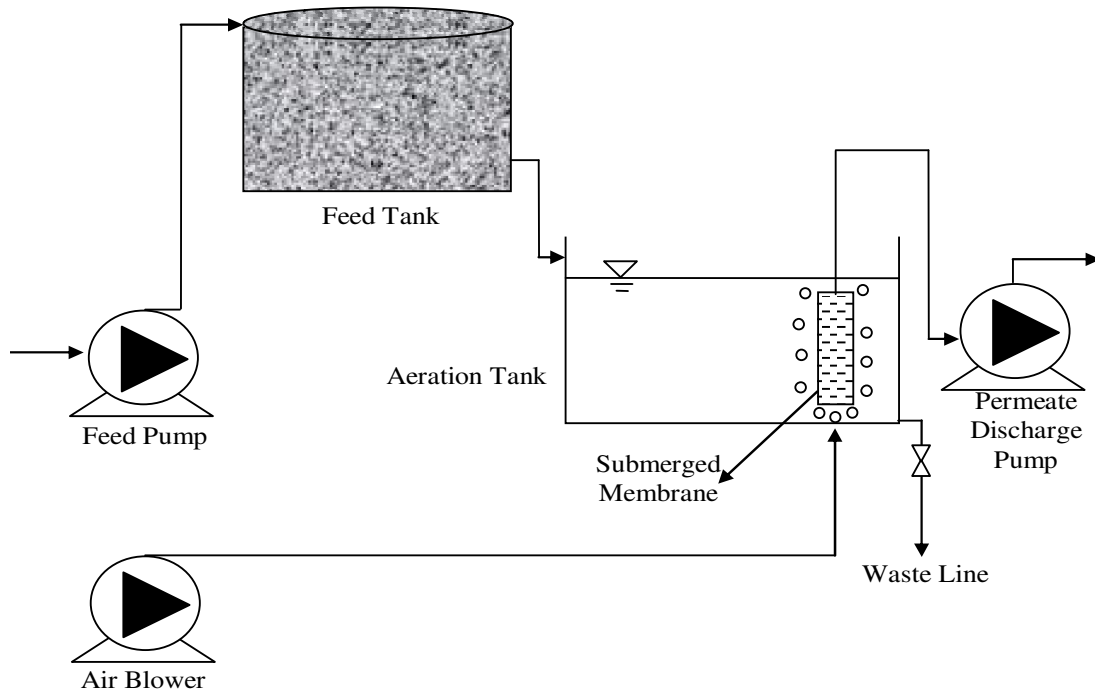 Feed Tank
Aeration Tank
Feed Pump
Permeate
Discharge
Pump
Submerged
Membrane
Waste Line
Air Blower